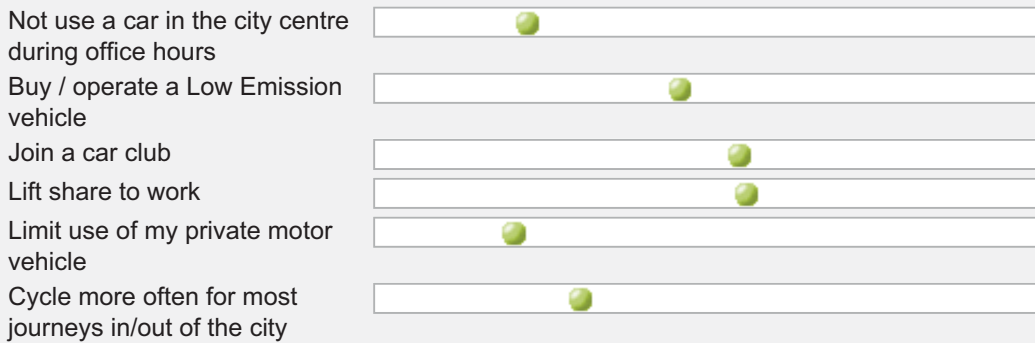 Not use a car in the city centre
during office hours
Buy / operate a Low Emission
vehicle
Join a car club
Lift share to work
Limit use of my private motor
vehicle
Cycle more often for most
journeys in/out of the city